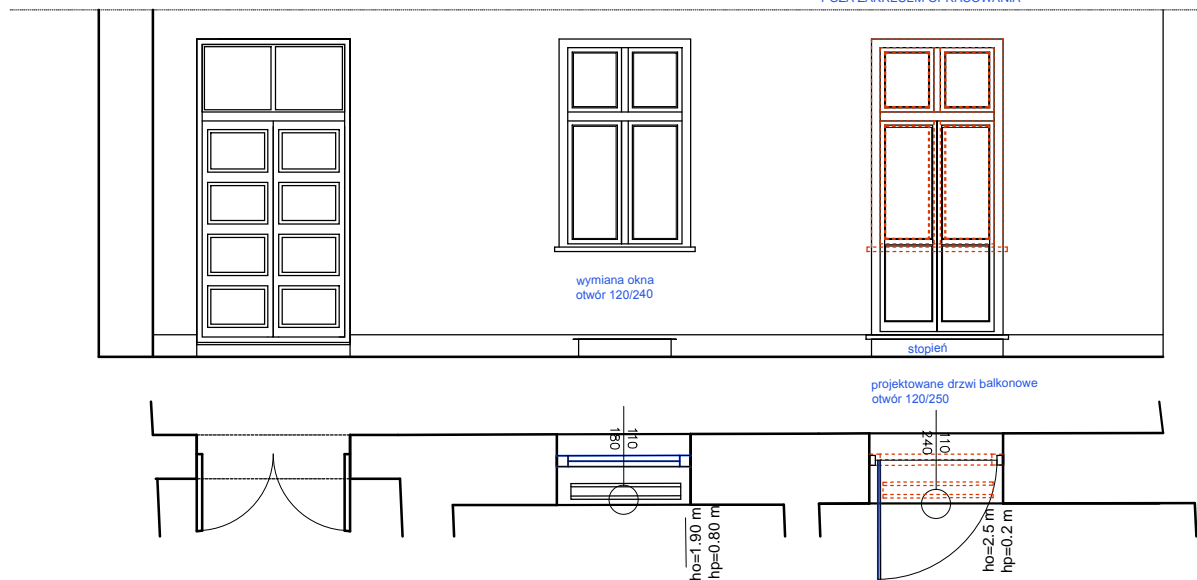 wymiana okna
otwór 120/240
stopień
projektowane drzwi balkonowe
otwór 120/250
110
180
110
240
ho=1.90 m
hp=0.80 m
ho=2.5 m
hp=0.2 m